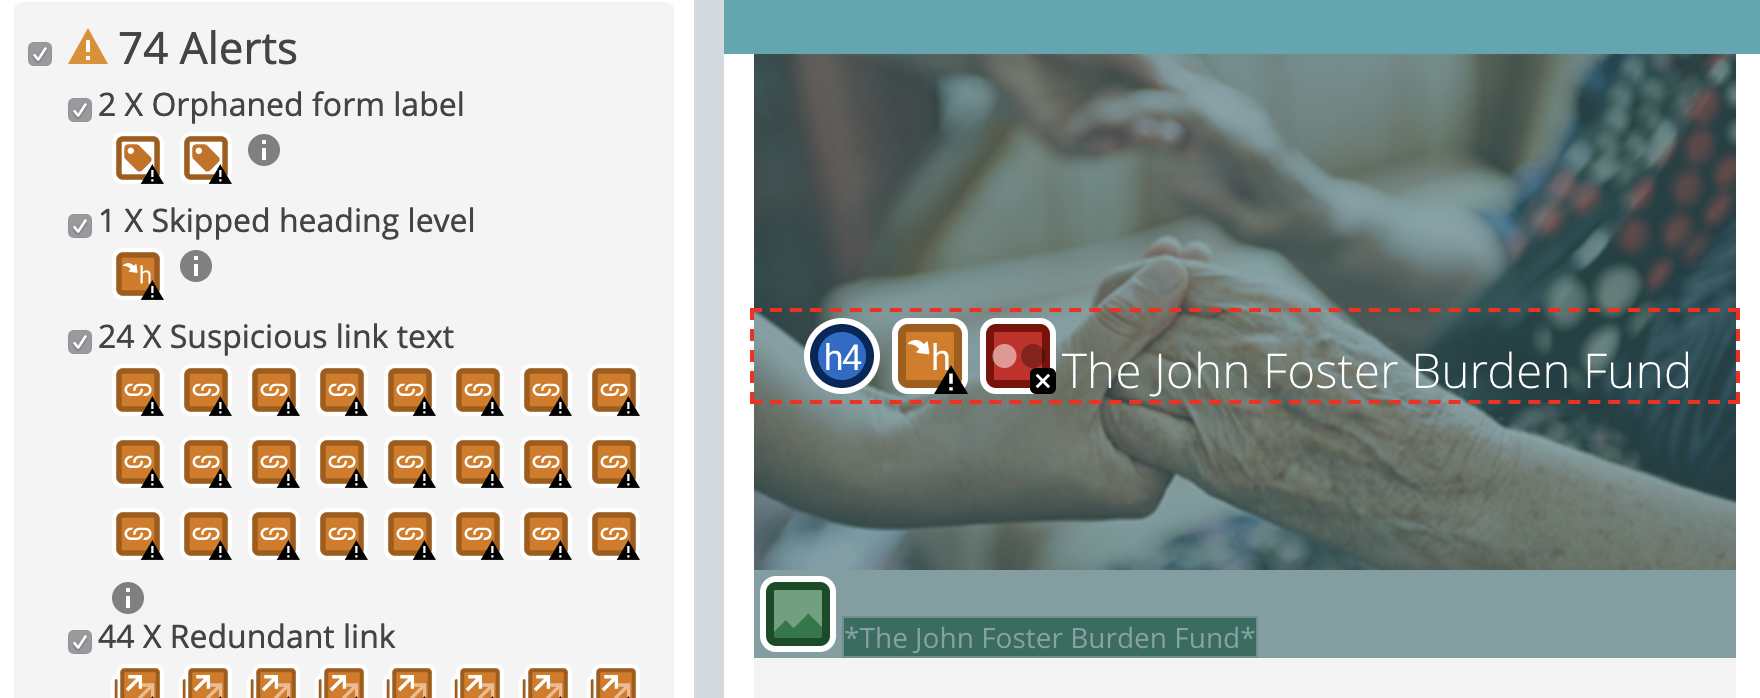 74 Alerts
2 X Orphaned form label
1 X Skipped heading level
h
24 X Suspicious link text
44 X Redundant link
h4 h The John Foster Burden Fund
*The John Foster Burden Fund*